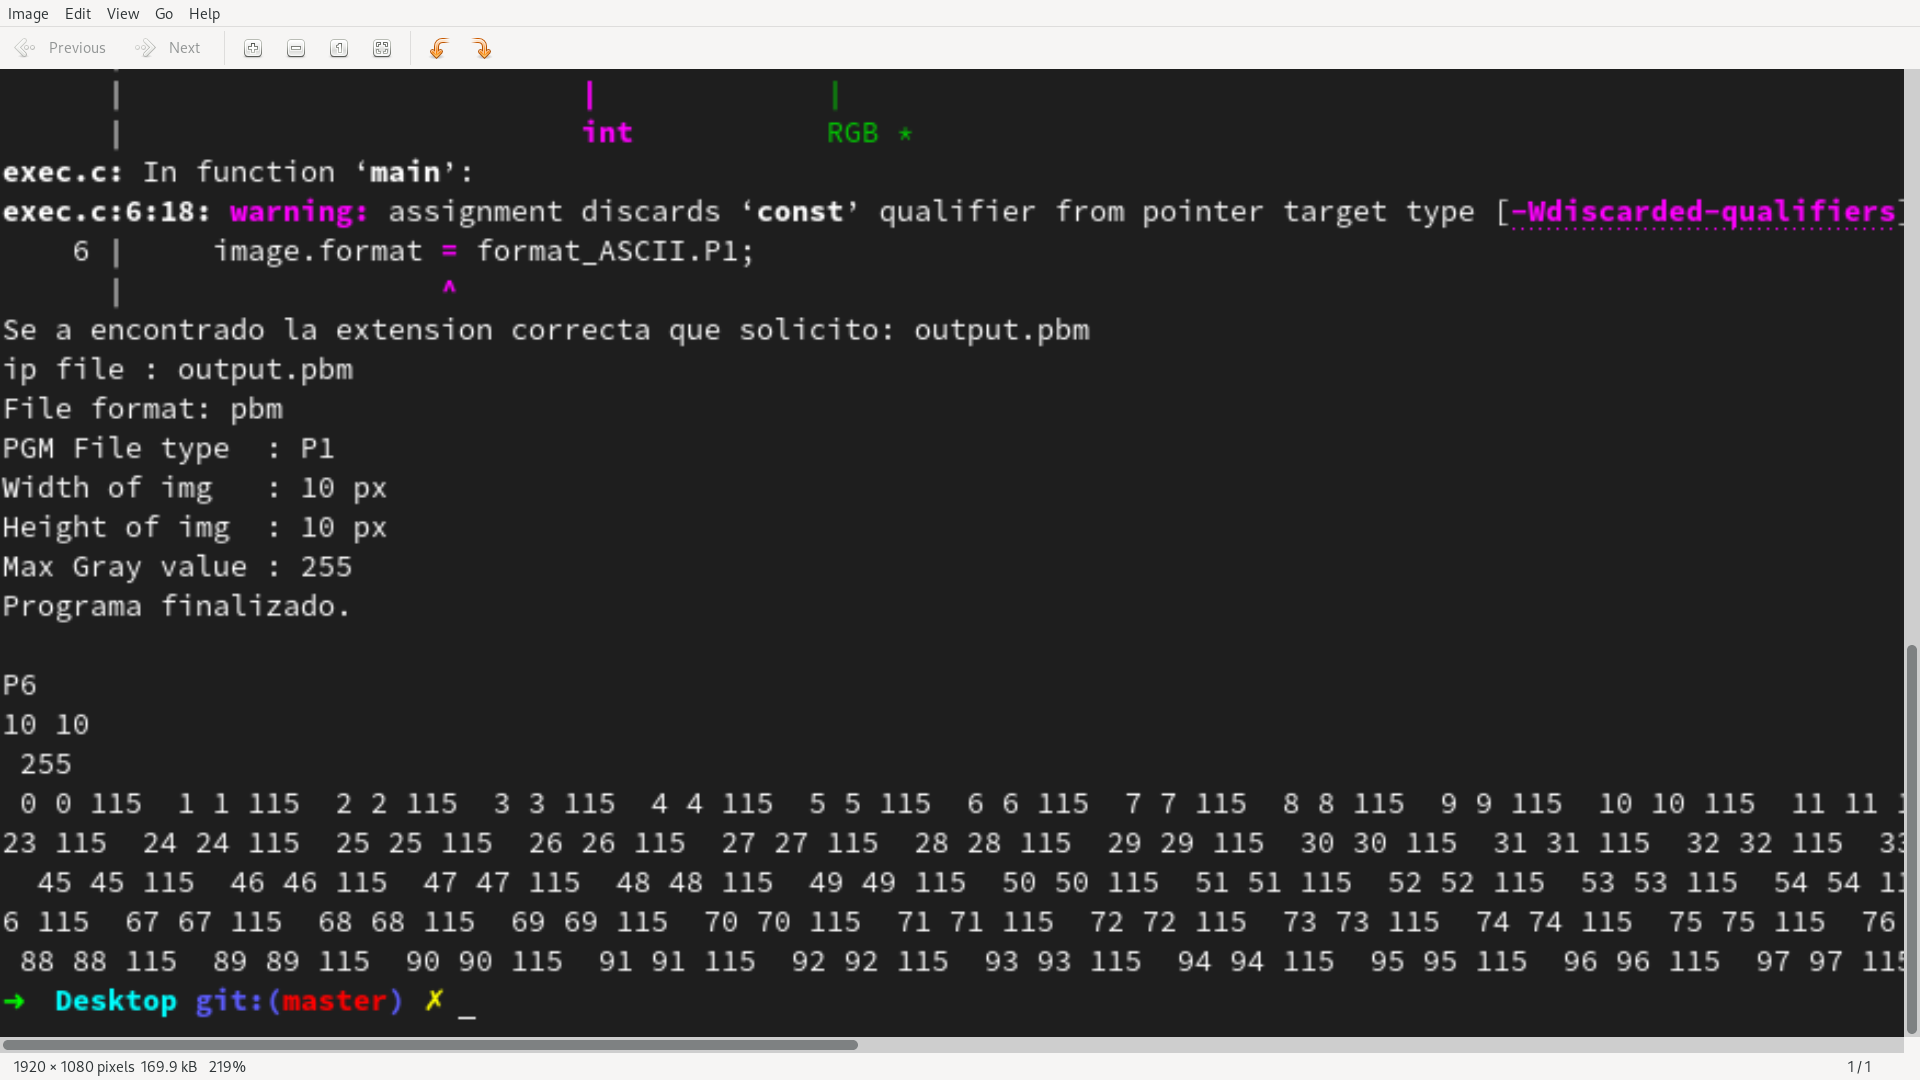 Image Edit View Go Help
Previous Next
| | |
| int RGB *
exec.c: In function ‘main’:
exec.c:6:18: warning: assignment discards ‘const’ qualifier from pointer target type [-Wdiscarded-qualifiers]
6 | image.format = format_ASCII.P1;
| ^
Se a encontrado la extension correcta que solicito: output.pbm
ip file : output.pbm
File format: pbm
PGM File type : P1
Width of img : 10 px
Height of img : 10 px
Max Gray value : 255
Programa finalizado.
P6
10 10
255
0 0 115 1 1 115 2 2 115 3 3 115 4 4 115 5 5 115 6 6 115 7 7 115 8 8 115 9 9 115 10 10 115 11 11
23 115 24 24 115 25 25 115 26 26 115 27 27 115 28 28 115 29 29 115 30 30 115 31 31 115 32 32 115 33
45 45 115 46 46 115 47 47 115 48 48 115 49 49 115 50 50 115 51 51 115 52 52 115 53 53 115 54 54 11
6 115 67 67 115 68 68 115 69 69 115 70 70 115 71 71 115 72 72 115 73 73 115 74 74 115 75 75 115 76
88 88 115 89 89 115 90 90 115 91 91 115 92 92 115 93 93 115 94 94 115 95 95 115 96 96 115 97 97 115
➜ Desktop git:(master) ✗ _
1920 × 1080 pixels 169.9 kB 219% 1 / 1